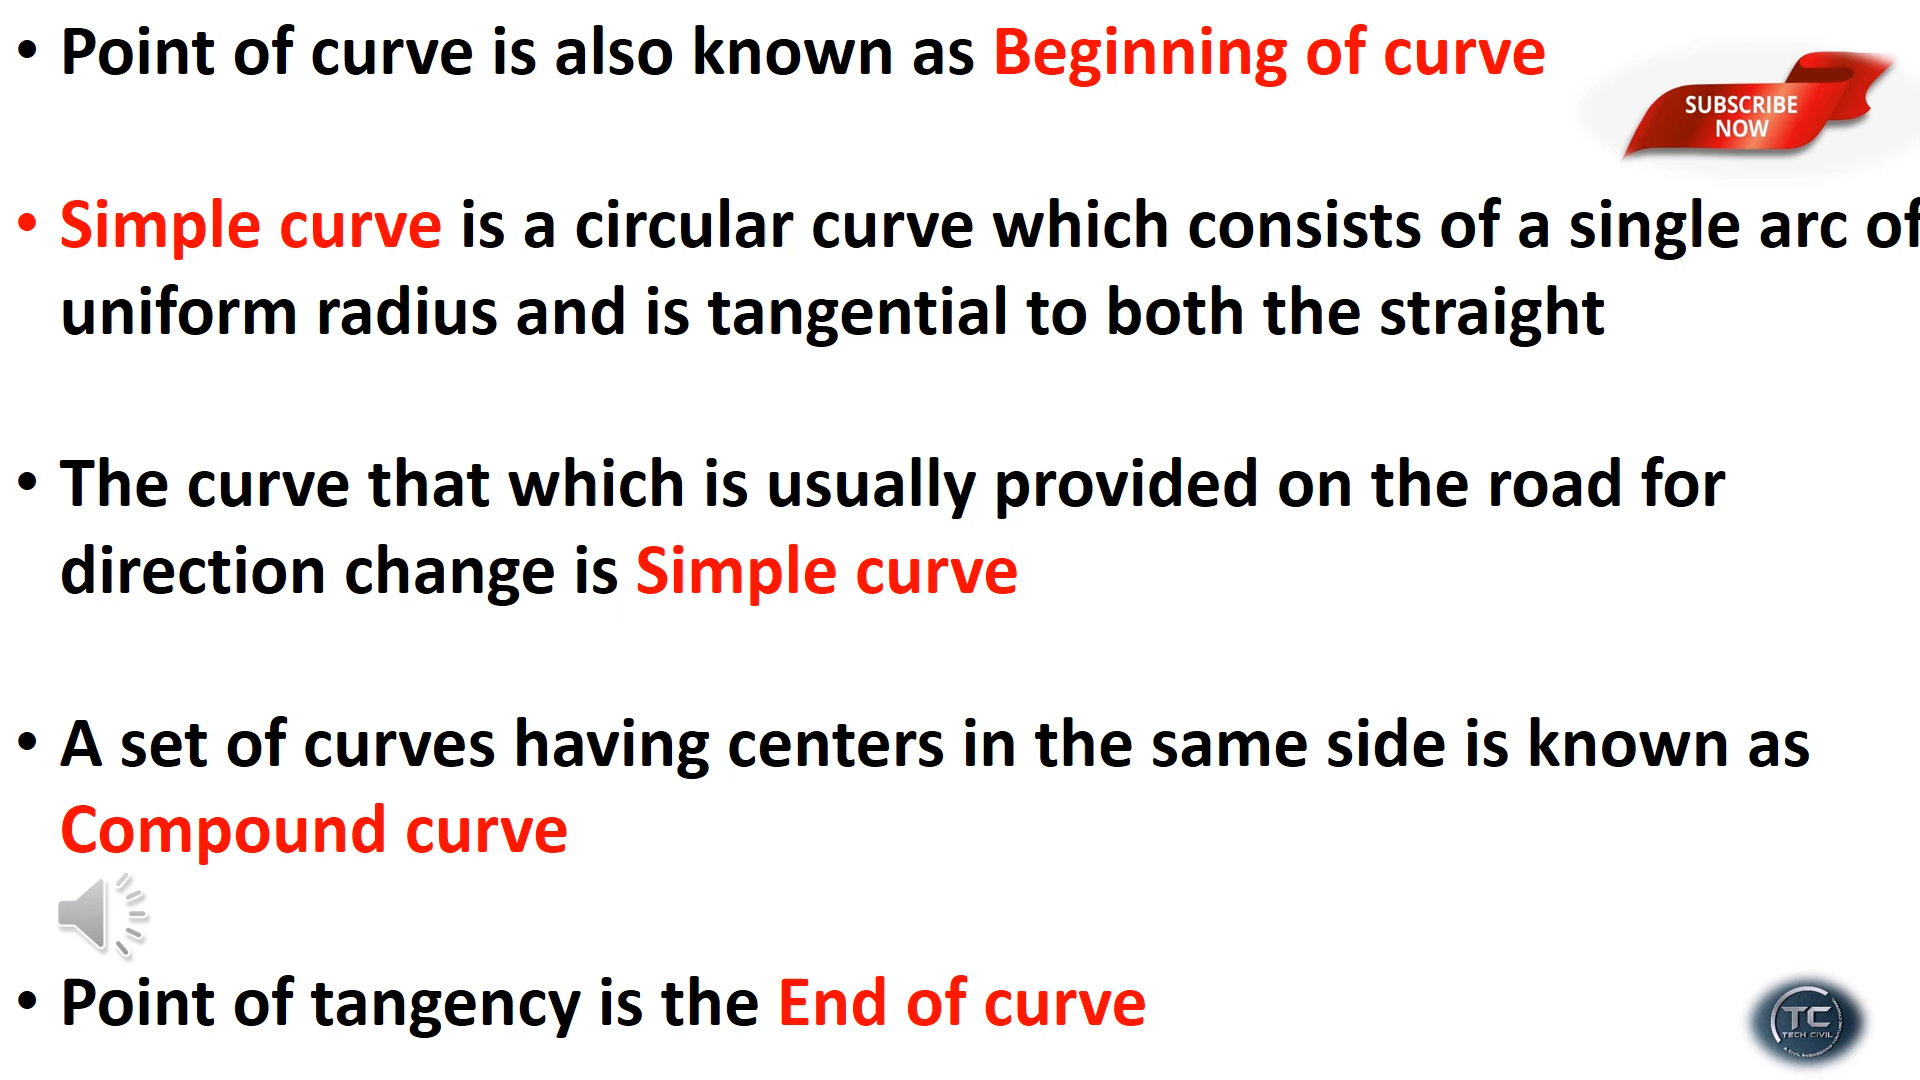 • Point of curve is also known as Beginning of curve
SUBSCRIBE
NOW
• Simple curve is a circular curve which consists of a single arc of
uniform radius and is tangential to both the straight
• The curve that which is usually provided on the road for
direction change is Simple curve
• A set of curves having centers in the same side is known as
Compound curve
• Point of tangency is the End of curve
TC
TECH CIVIL